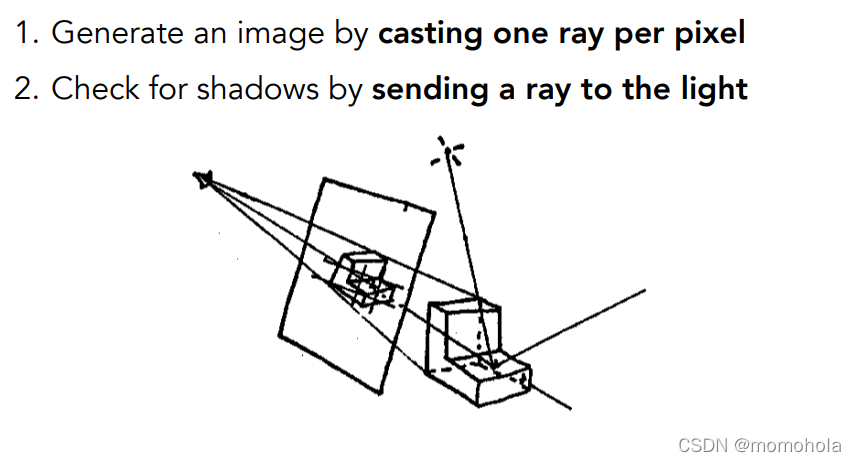 1. Generate an image by casting one ray per pixel
2. Check for shadows by sending a ray to the light
CSDN @momohola